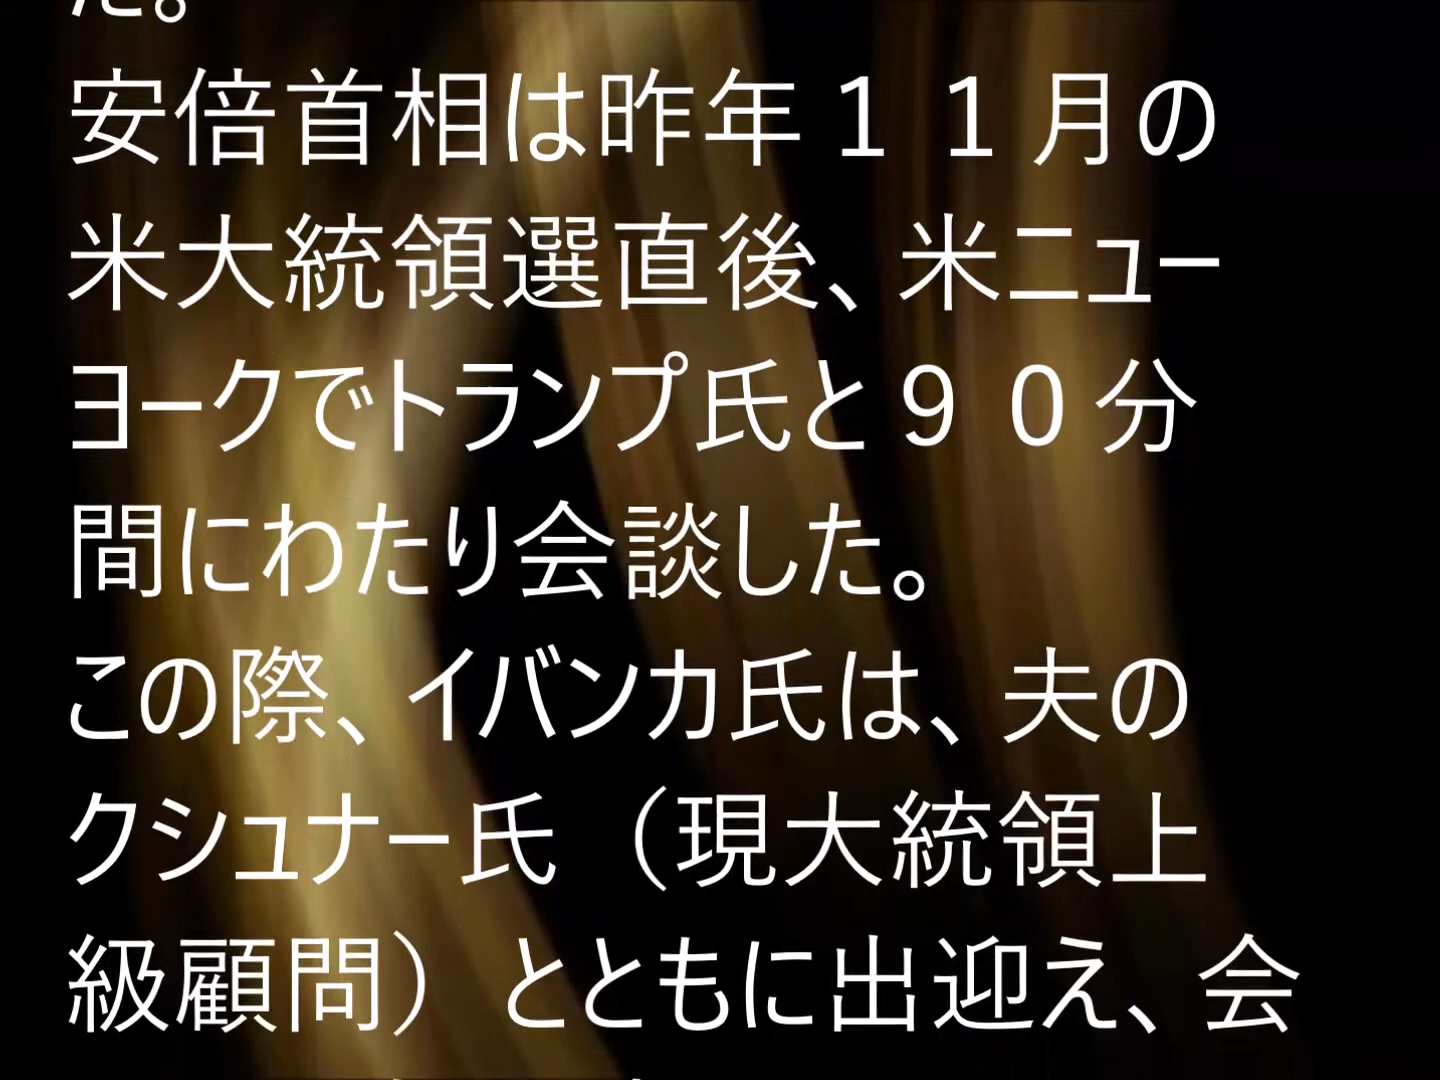 た。
安倍首相は昨年１１月の
米大統領選直後、米ニュー
ヨークでトランプ氏と９０分
間にわたり会談した。
この際、イバンカ氏は、夫の
クシュナー氏（現大統領上
級顧問）とともに出迎え、会